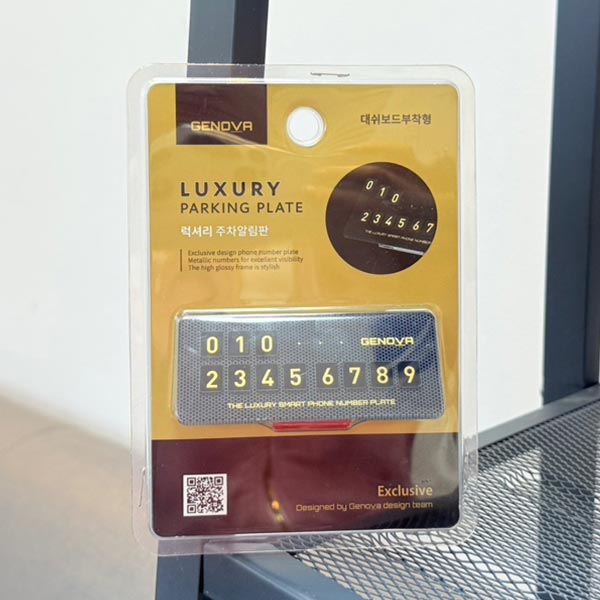 GENOVA
대쉬보드부착형
LUXURY
PARKING PLATE
럭셔리 주차알림판
Exclusive design phone number plate
Metallic numbers for excellent visibility
The high glossy frame is stylish
010
234567
THE LUXURY SMART PHONE NUMBER
010 · · · · GENOVA
2345 6789
THE LUXURY SMART PHONE NUMBER PLATE
Exclusive
Designed by Genova design team